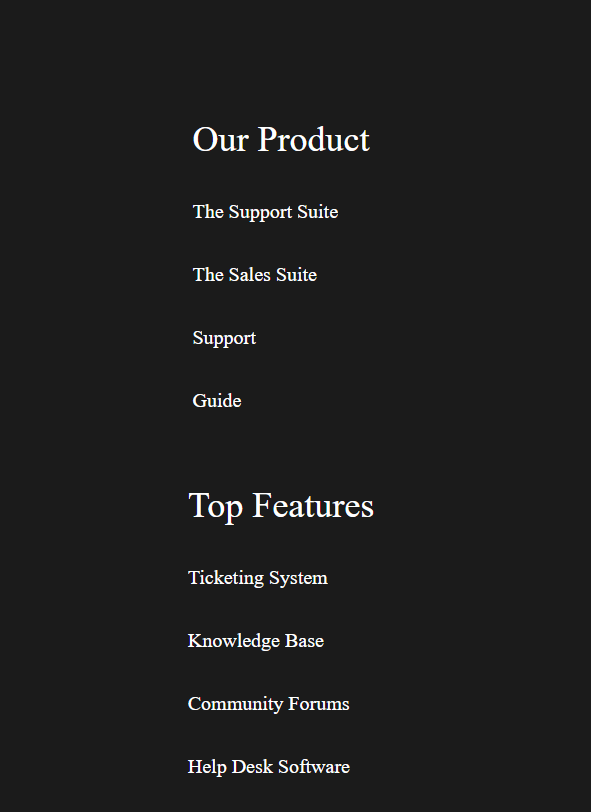 Our Product
The Support Suite
The Sales Suite
Support
Guide
Top Features
Ticketing System
Knowledge Base
Community Forums
Help Desk Software